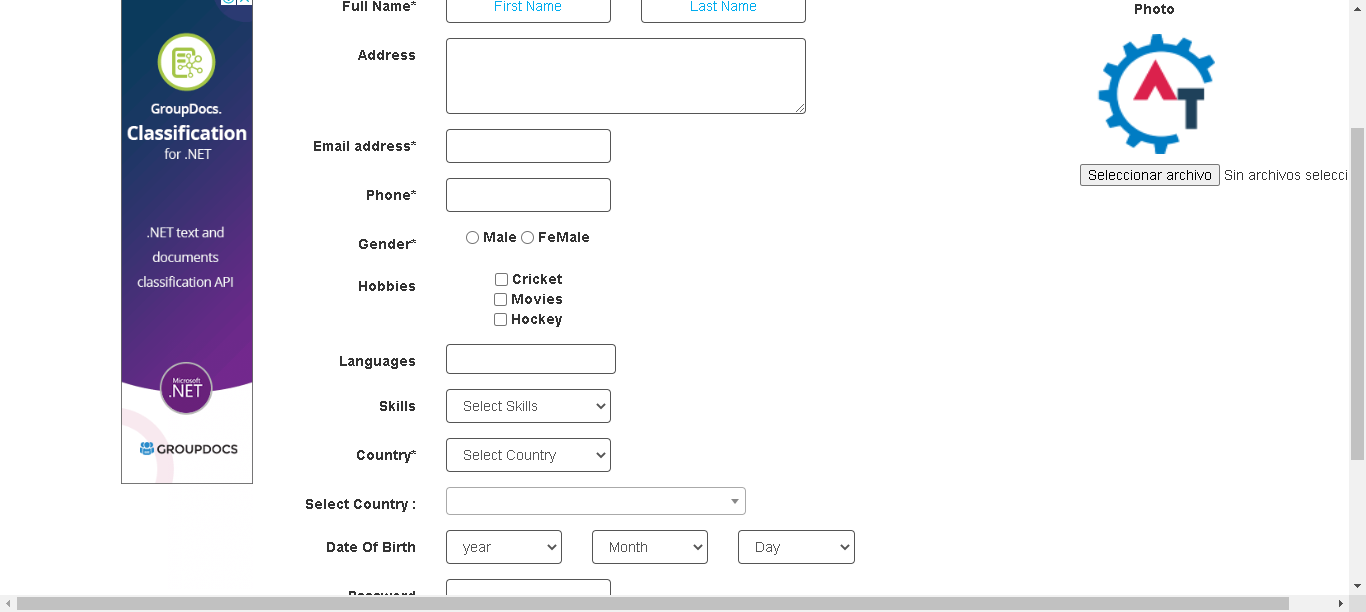 Full Name*
First Name
Last Name
Photo
Address
GroupDocs.
Classification
for .NET
Email address*
Seleccionar archivo Sin archivos selecci
Phone*
.NET text and
documents
classification API
Gender*
Male FeMale
Hobbies
Cricket
Movies
Hockey
Languages
Microsoft
.NET
Skills
Select Skills
GROUPDOCS
Country*
Select Country
Select Country :
Date Of Birth
year
Month
Day
Password
AT